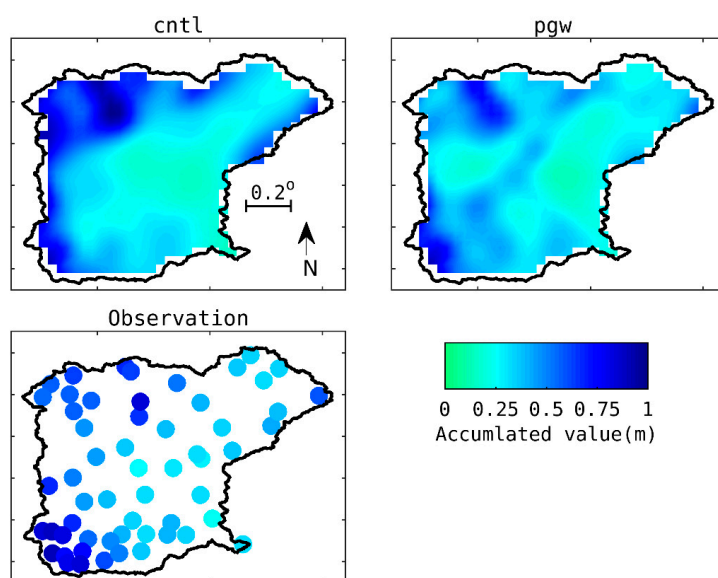 cntl
pgw
0.2°
N
Observation
0 0.25 0.5 0.75 1
Accumlated value(m)